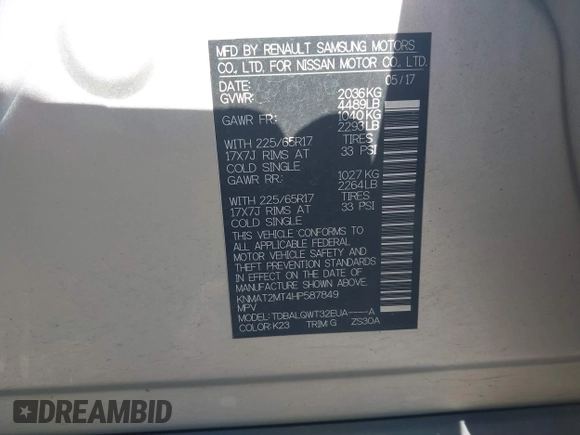 MFD BY RENAULT SAMSUNG MOTORS
CO., LTD. FOR NISSAN MOTOR CO., LTD.
DATE: 05/17
GVWR: 2036KG
4489LB
GAWR FR: 1040KG
2293LB
WITH 225/65R17 TIRES
17X7J RIMS AT 33 PSI
COLD SINGLE
GAWR RR: 1027KG
2264LB
WITH 225/65R17 TIRES
17X7J RIMS AT 33 PSI
COLD SINGLE
THIS VEHICLE CONFORMS TO
ALL APPLICABLE FEDERAL
MOTOR VEHICLE SAFETY AND
THEFT PREVENTION STANDARDS
IN EFFECT ON THE DATE OF
MANUFACTURE SHOWN ABOVE.
KNMAT2MT4HP587849
MPV
MODEL: TDBALGWT32EUA----A
COLOR: K23 TRIM: G ZS30A
DREAMBID